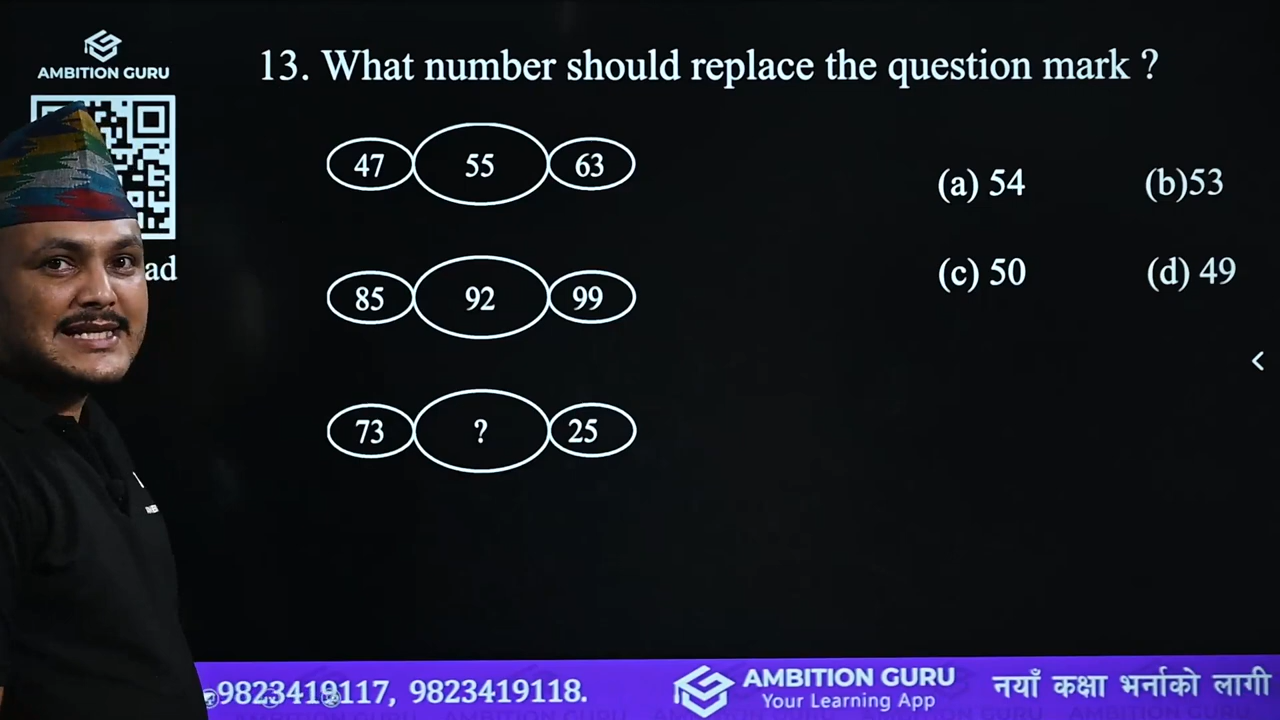 AMBITION GURU
13. What number should replace the question mark ?
47 55 63
(a) 54 (b)53
ad
(c) 50 (d) 49
85 92 99
73 ? 25
9823419117, 9823419118.
AMBITION GURU
Your Learning App
नयाँ कक्षा भर्नाको लागी